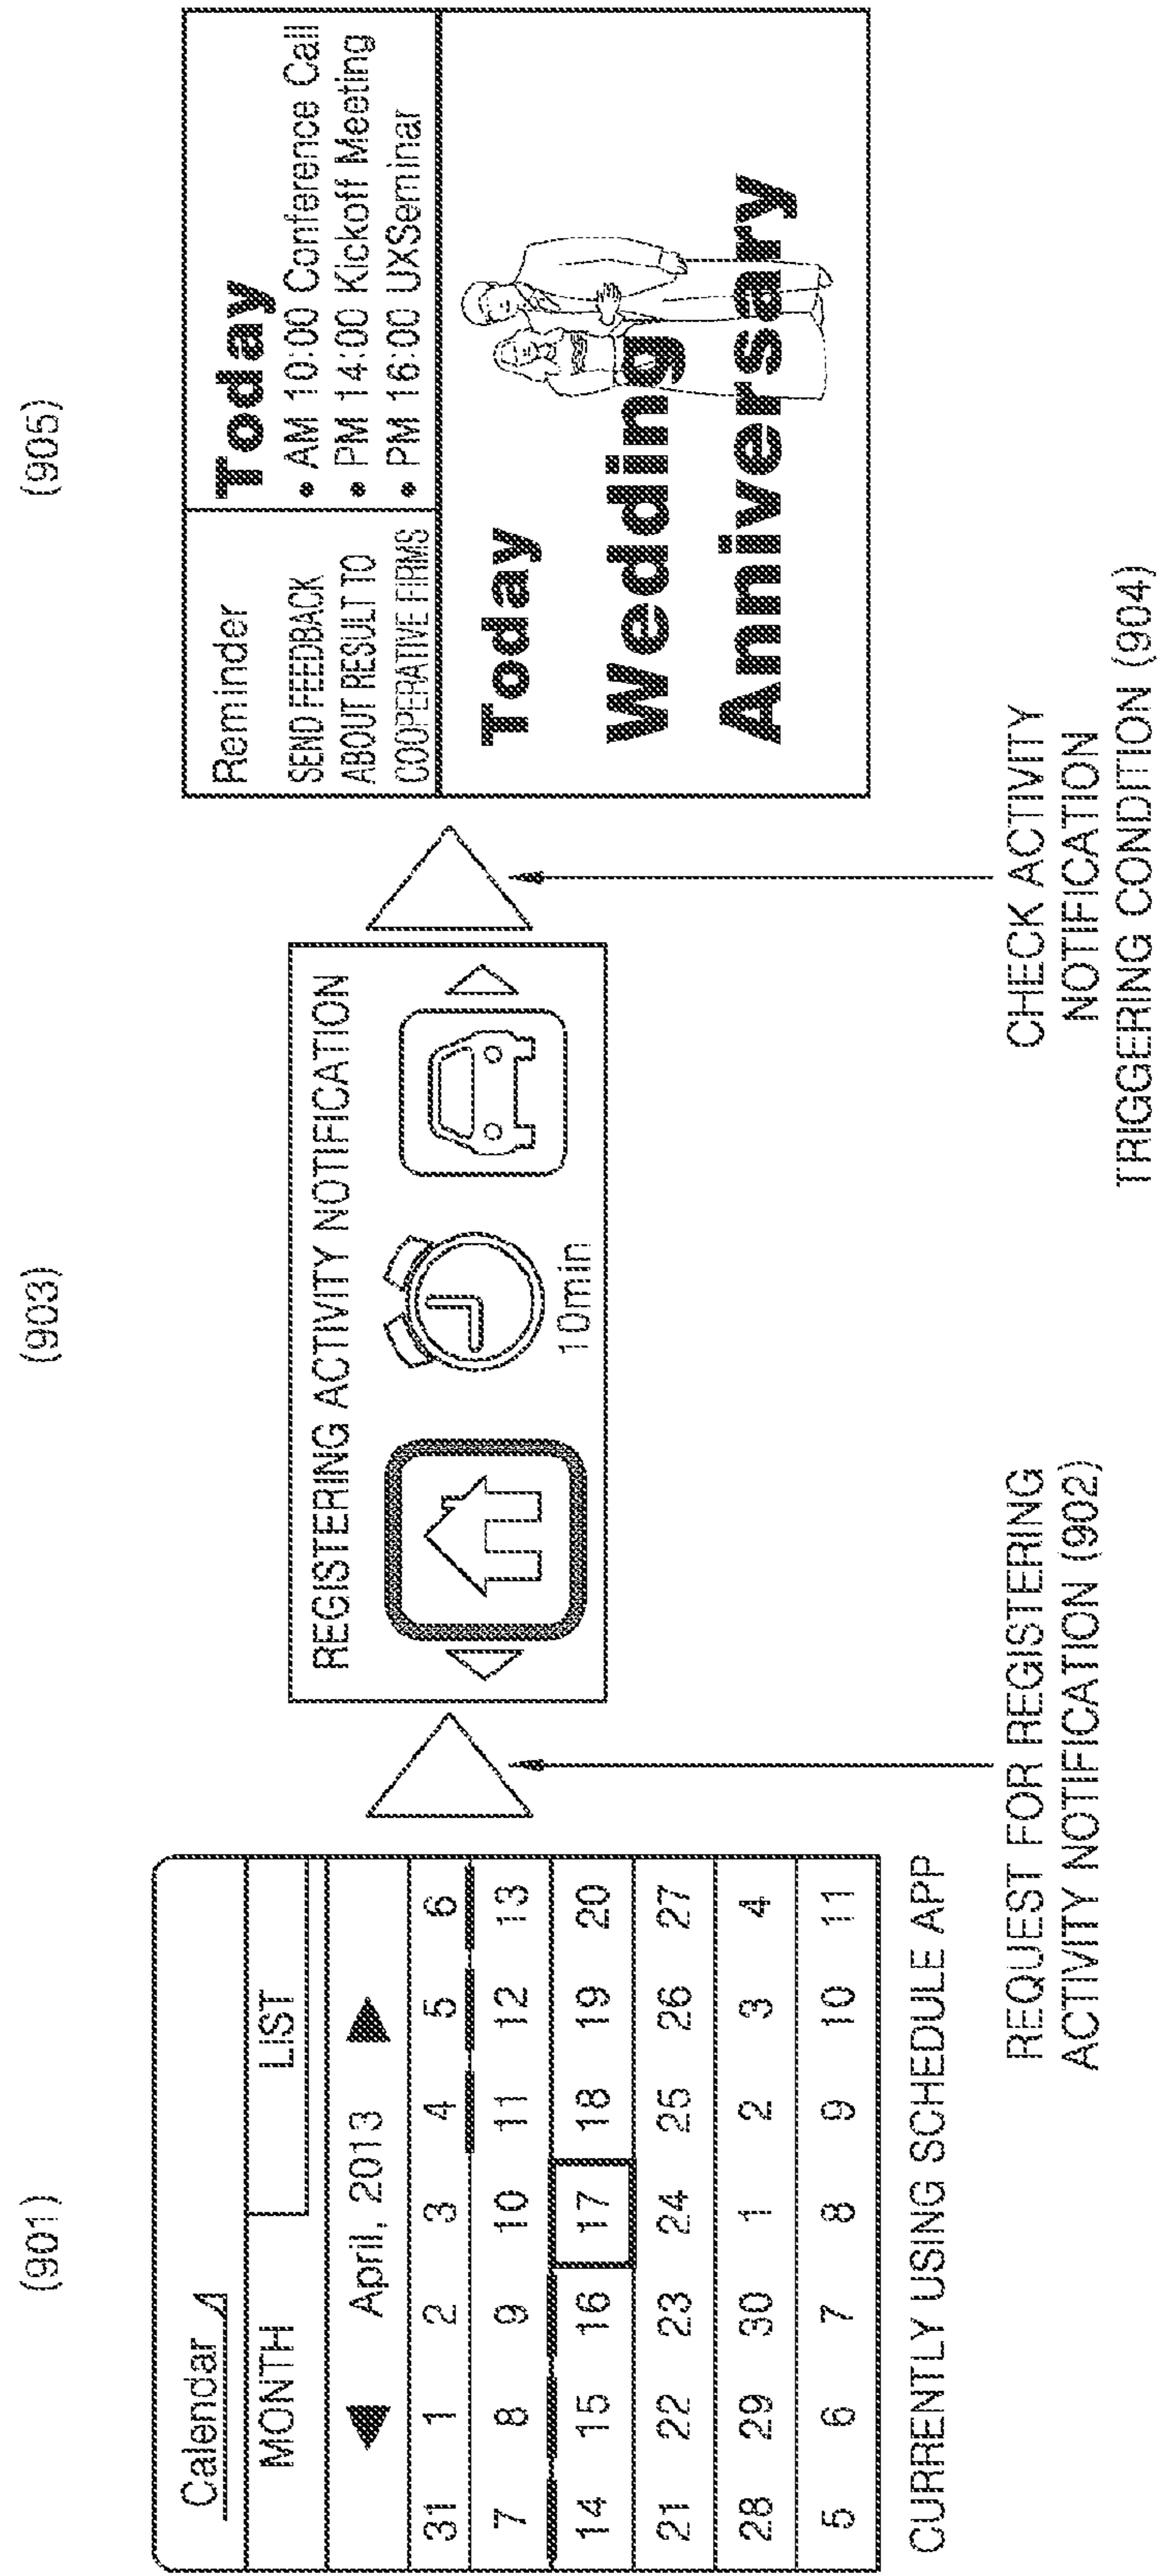 (901)
Calendar
MONTH LIST
April, 2013
31 1 2 3 4 5 6
7 8 9 10 11 12 13
14 15 16 17 18 19 20
21 22 23 24 25 26 27
28 29 30 1 2 3 4
5 6 7 8 9 10 11
CURRENTLY USING SCHEDULE APP
REQUEST FOR REGISTERING
ACTIVITY NOTIFICATION (902)
(903)
REGISTERING ACTIVITY NOTIFICATION
10min
CHECK ACTIVITY
NOTIFICATION
TRIGGERING CONDITION (904)
(905)
Reminder
SEND FEEDBACK
ABOUT RESULT TO
COOPERATIVE FIRMS
Today
• AM 10:00 Conference Call
• PM 14:00 Kickoff Meeting
• PM 16:00 UXSeminar
Today
Wedding
Anniversary